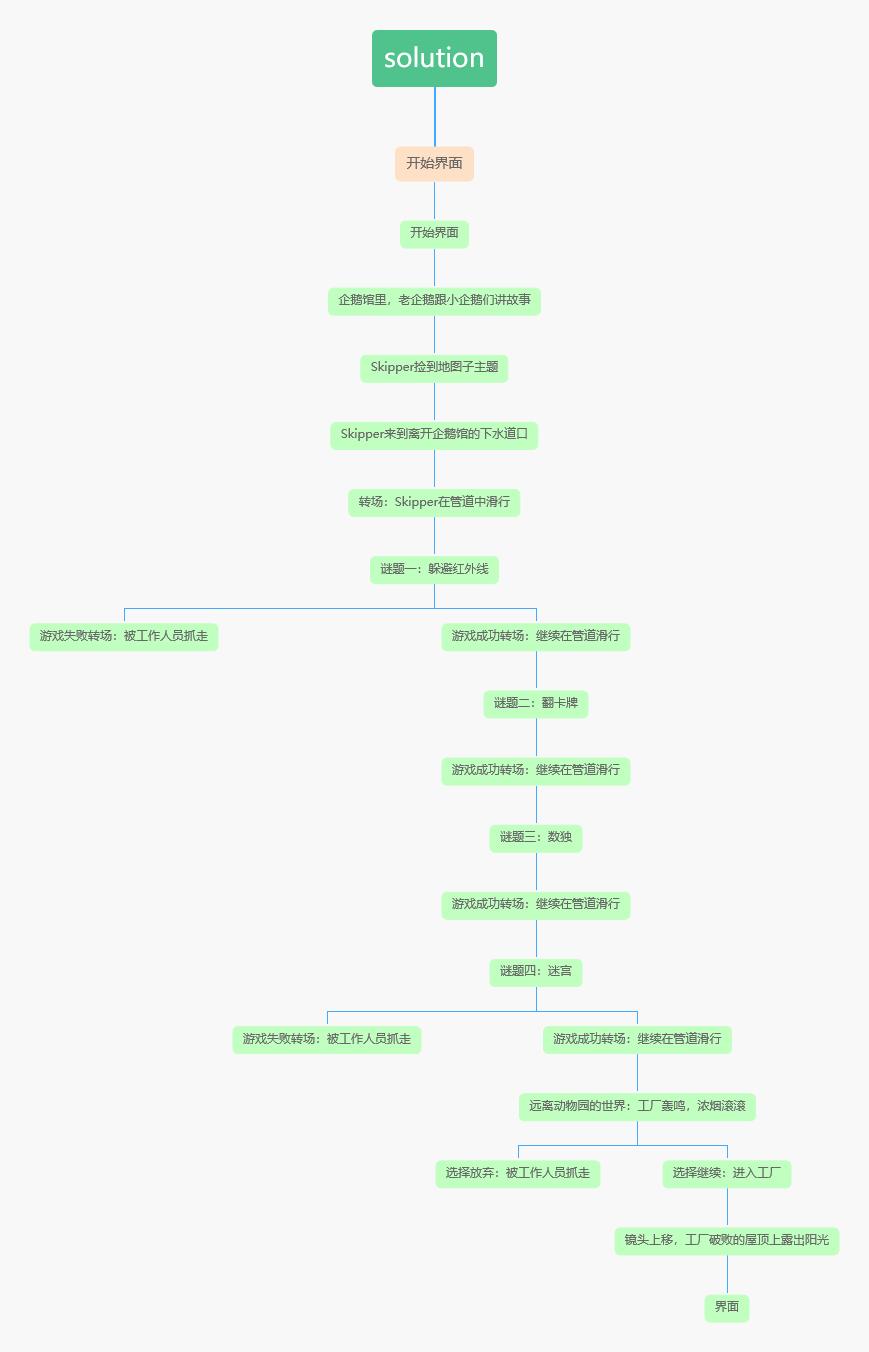 solution
开始界面
开始界面
企鹅馆里，老企鹅跟小企鹅们讲故事
Skipper捡到地图子主题
Skipper来到离开企鹅馆的下水道口
转场：Skipper在管道中滑行
谜题一：躲避红外线
游戏失败转场：被工作人员抓走
游戏成功转场：继续在管道滑行
谜题二：翻卡牌
游戏成功转场：继续在管道滑行
谜题三：数独
游戏成功转场：继续在管道滑行
谜题四：迷宫
游戏失败转场：被工作人员抓走
游戏成功转场：继续在管道滑行
远离动物园的世界：工厂轰鸣，浓烟滚滚
选择放弃：被工作人员抓走
选择继续：进入工厂
镜头上移，工厂破败的屋顶上露出阳光
界面